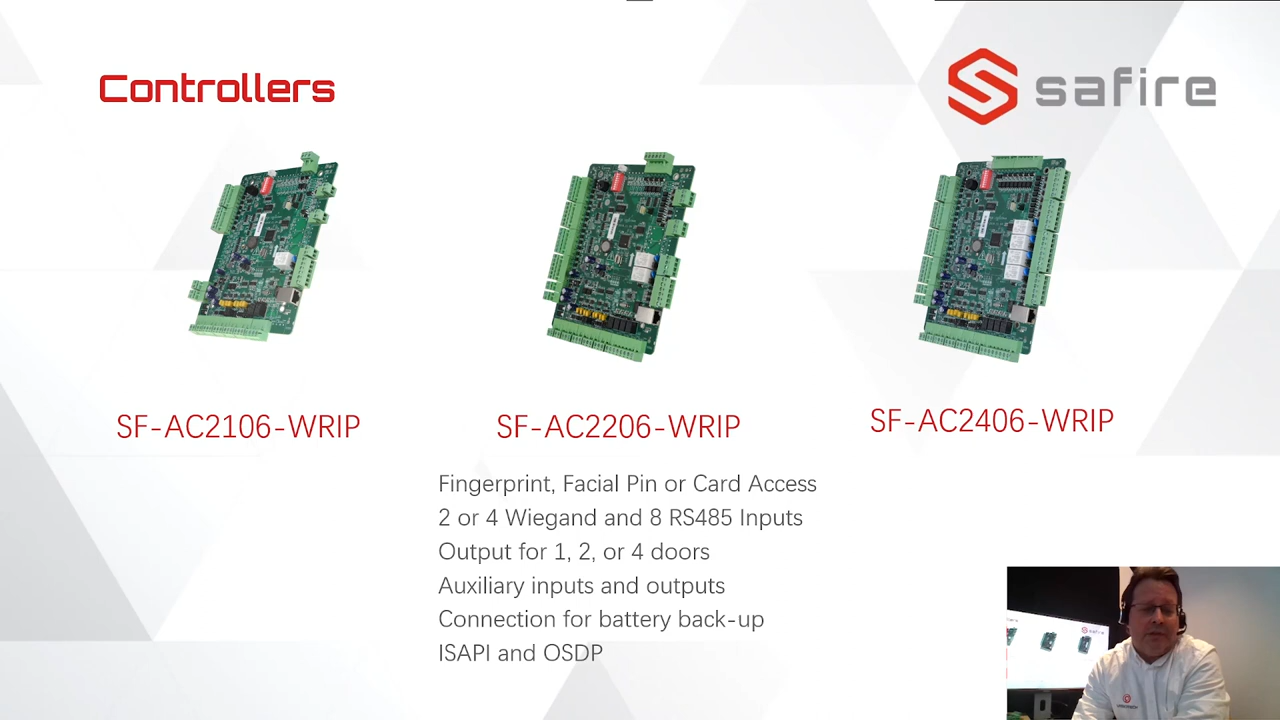 Controllers
safire
SF-AC2106-WRIP
SF-AC2206-WRIP
SF-AC2406-WRIP
Fingerprint, Facial Pin or Card Access
2 or 4 Wiegand and 8 RS485 Inputs
Output for 1, 2, or 4 doors
Auxiliary inputs and outputs
Connection for battery back-up
ISAPI and OSDP
safire